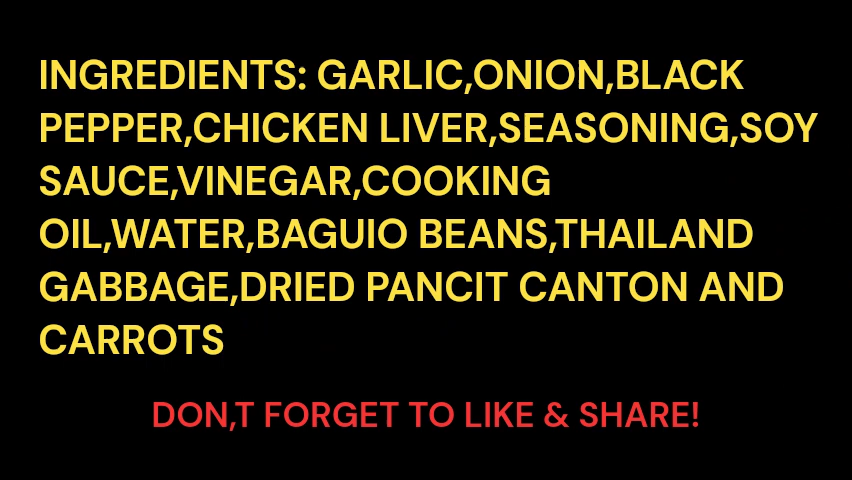 INGREDIENTS: GARLIC,ONION,BLACK
PEPPER,CHICKEN LIVER,SEASONING,SOY
SAUCE,VINEGAR,COOKING
OIL,WATER,BAGUIO BEANS,THAILAND
GABBAGE,DRIED PANCIT CANTON AND
CARROTS
DON,T FORGET TO LIKE & SHARE!